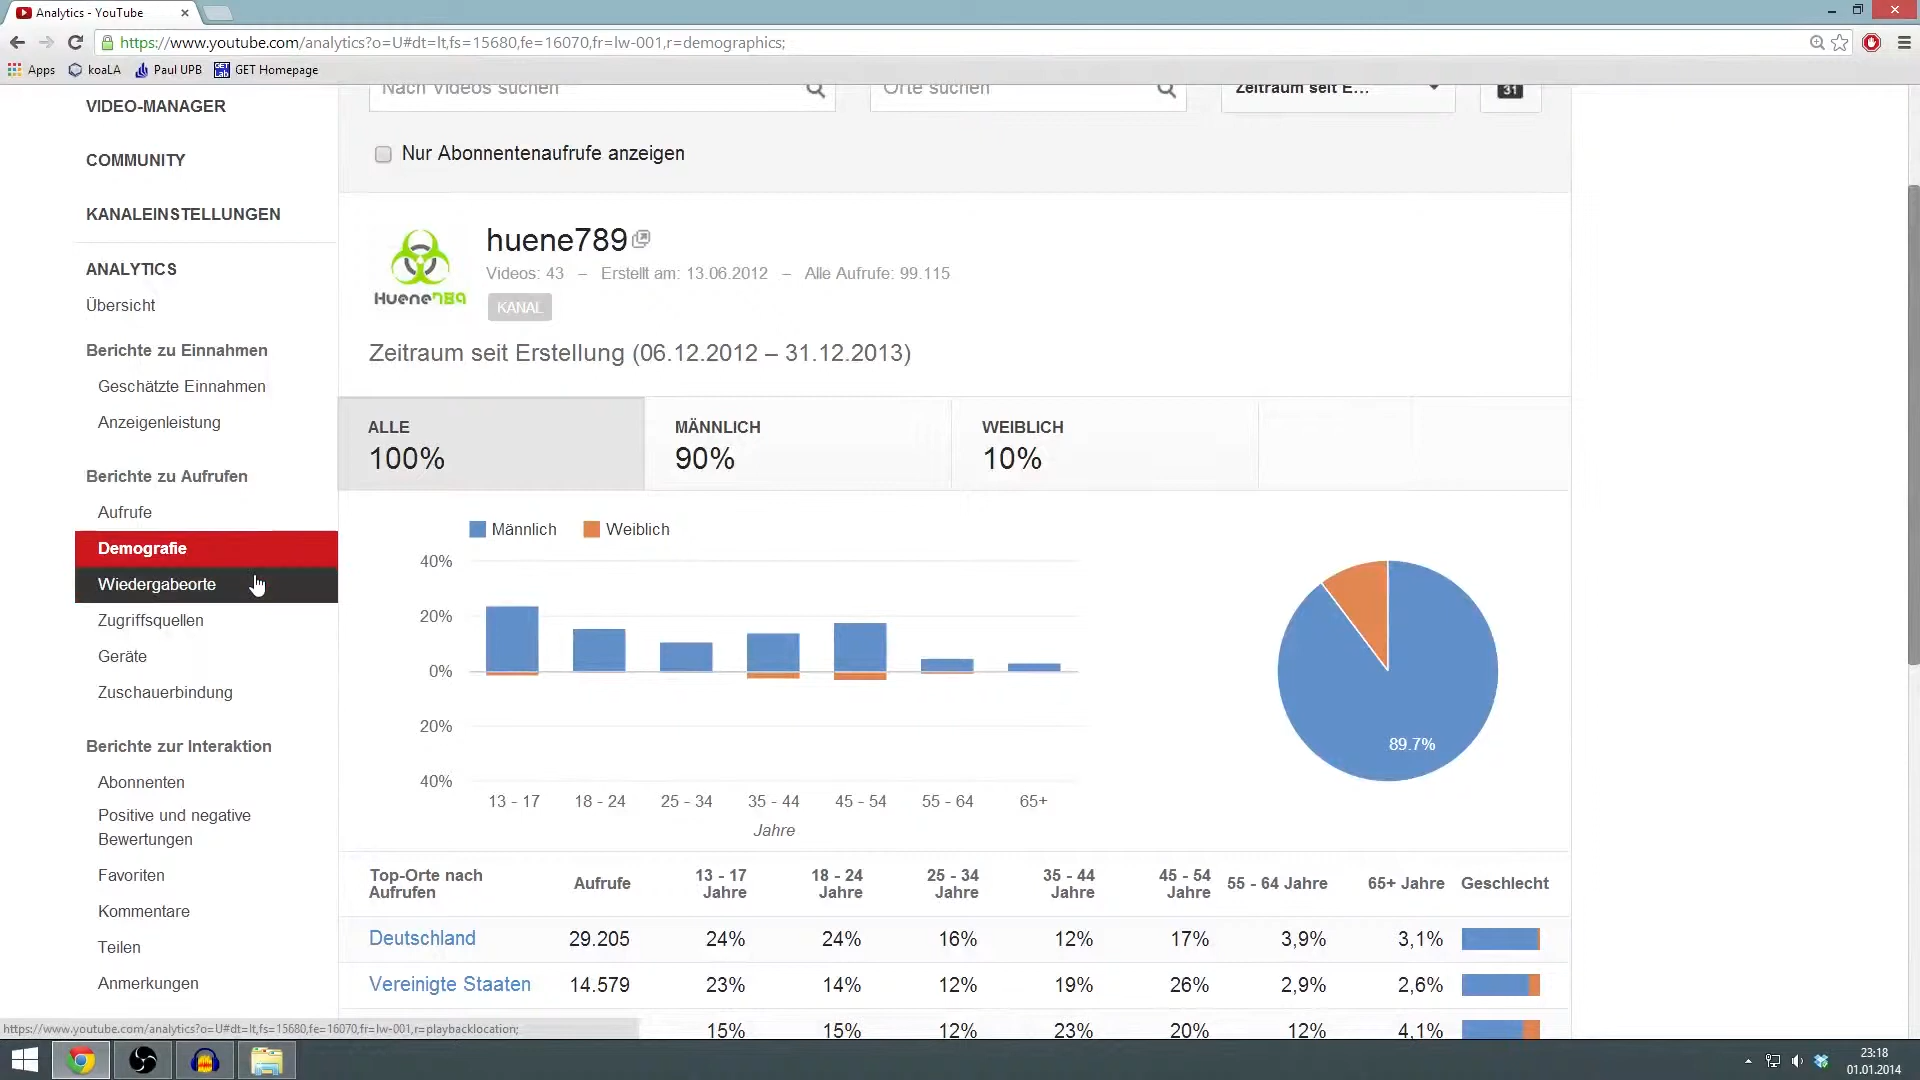 Analytics - YouTube
https://www.youtube.com/analytics?o=U#dt=lt,fs=15680,fe=16070,fr=lw-001,r=demographics;
Apps koaLA Paul UPB GET Homepage
Nach Videos suchen Orte suchen Zeitraum seit E... 31
VIDEO-MANAGER
COMMUNITY
KANALEINSTELLUNGEN
ANALYTICS
Übersicht
Berichte zu Einnahmen
Geschätzte Einnahmen
Anzeigenleistung
Berichte zu Aufrufen
Aufrufe
Demografie
Wiedergabeorte
Zugriffsquellen
Geräte
Zuschauerbindung
Berichte zur Interaktion
Abonnenten
Positive und negative
Bewertungen
Favoriten
Kommentare
Teilen
Anmerkungen
Nur Abonnentenaufrufe anzeigen
Huene789
huene789
Videos: 43 – Erstellt am: 13.06.2012 – Alle Aufrufe: 99.115
KANAL
Zeitraum seit Erstellung (06.12.2012 – 31.12.2013)
ALLE MÄNNLICH WEIBLICH
100% 90% 10%
Männlich Weiblich
40%
20%
0%
20%
40%
13 - 17 18 - 24 25 - 34 35 - 44 45 - 54 55 - 64 65+
Jahre
89.7%
Top-Orte nach Aufrufen Aufrufe 13 - 17 Jahre 18 - 24 Jahre 25 - 34 Jahre 35 - 44 Jahre 45 - 54 Jahre 55 - 64 Jahre 65+ Jahre Geschlecht
Deutschland 29.205 24% 24% 16% 12% 17% 3,9% 3,1%
Vereinigte Staaten 14.579 23% 14% 12% 19% 26% 2,9% 2,6%
15% 15% 12% 23% 20% 12% 4,1%
https://www.youtube.com/analytics?o=U#dt=lt,fs=15680,fe=16070,fr=lw-001,r=playbacklocation;
23:18
01.01.2014